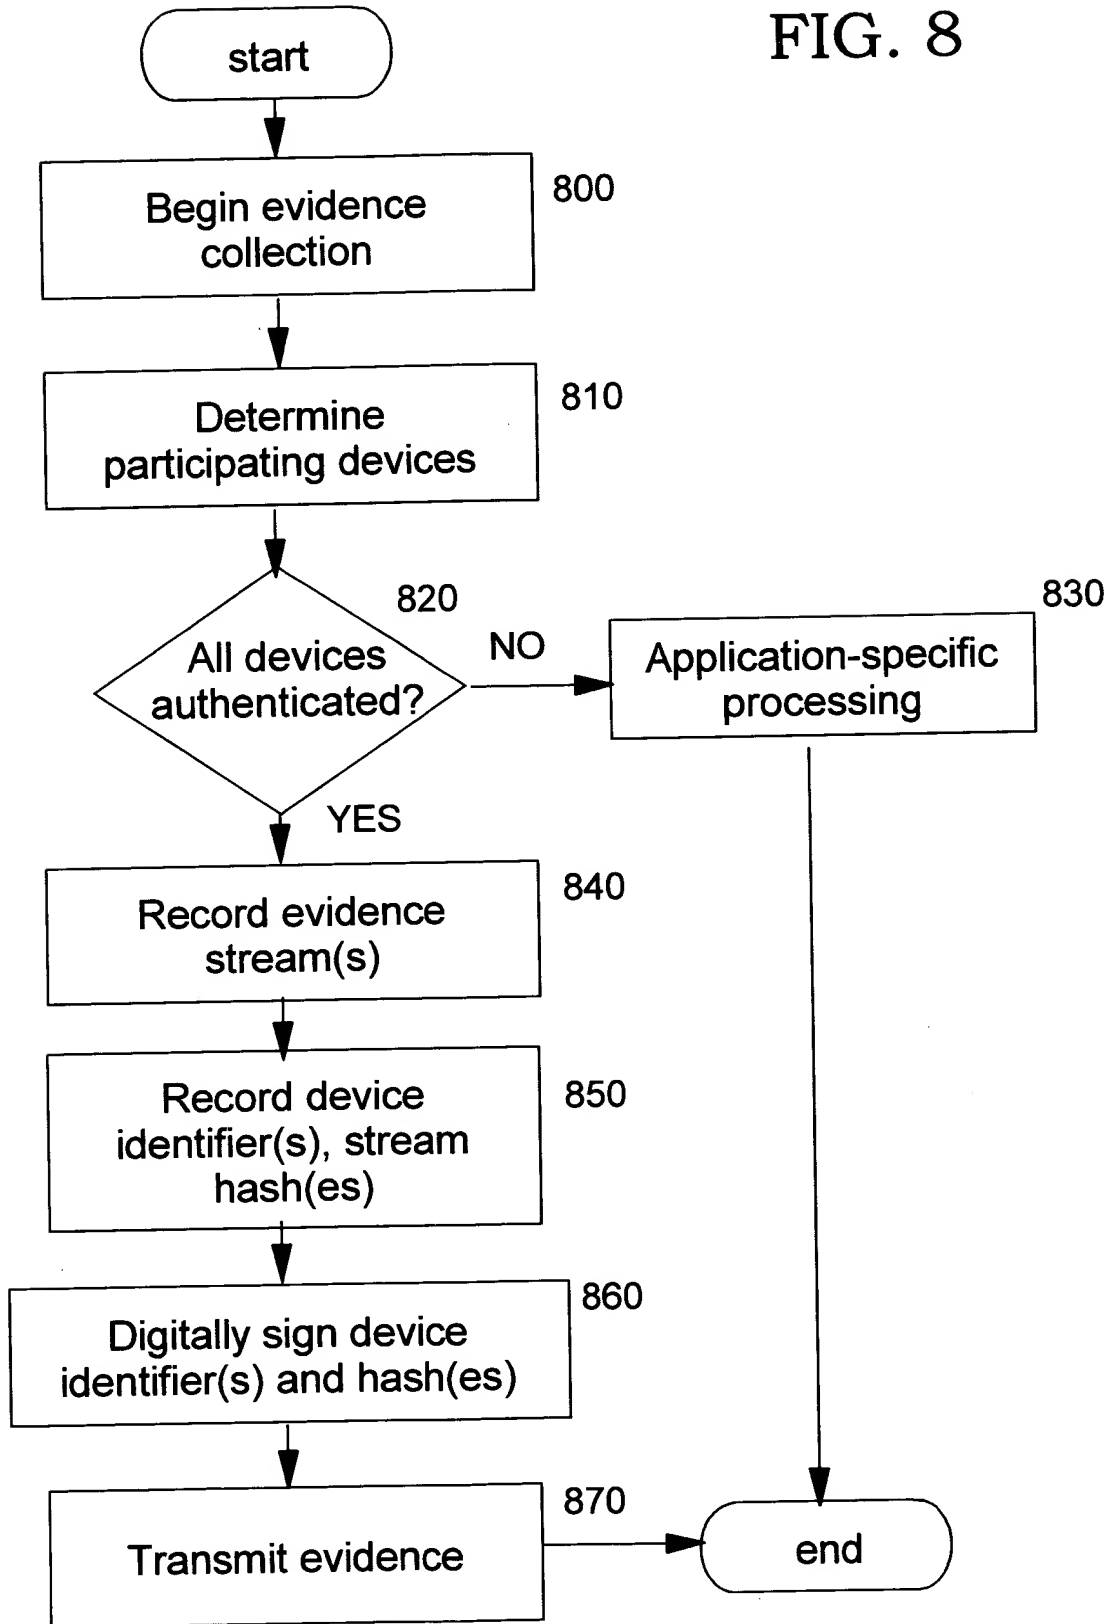 FIG. 8
start
800
Begin evidence
collection
810
Determine
participating devices
820
All devices
authenticated?
NO
830
Application-specific
processing
YES
840
Record evidence
stream(s)
850
Record device
identifier(s), stream
hash(es)
860
Digitally sign device
identifier(s) and hash(es)
870
Transmit evidence
end